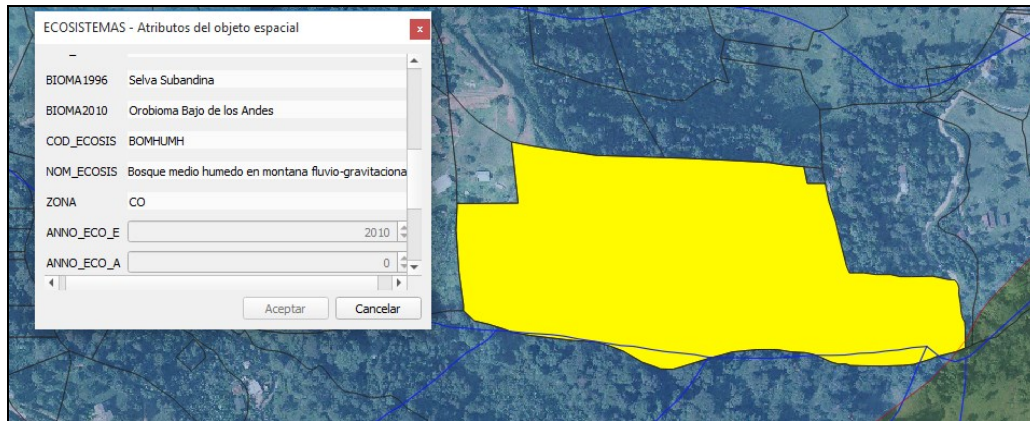 ECOSISTEMAS - Atributos del objeto espacial
x
BIOMA1996 Selva Subandina
BIOMA2010 Orobioma Bajo de los Andes
COD_ECOSIS BOMHUMH
NOM_ECOSIS Bosque medio humedo en montana fluvio-gravitaciona
ZONA CO
ANNO_ECO_E 2010
ANNO_ECO_A 0
Aceptar Cancelar